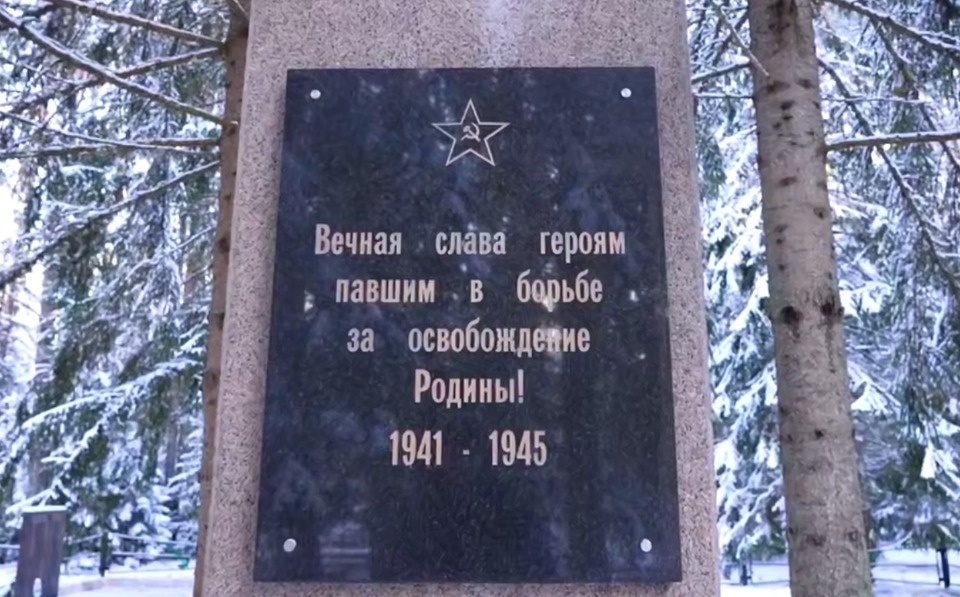 Вечная слава героям
павшим в борьбе
за освобождение
Родины!
1941 - 1945